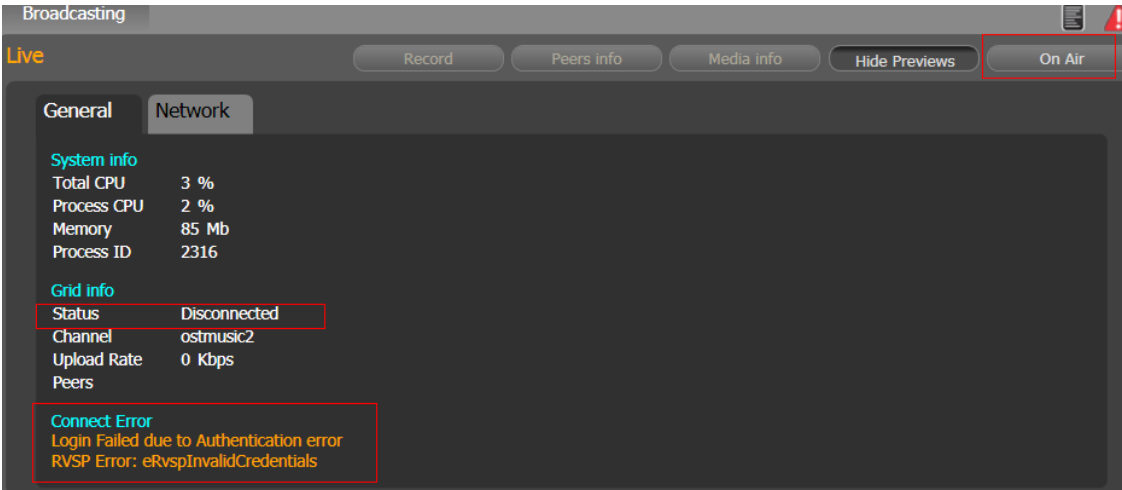 Broadcasting
Live
Record
Peers info
Media info
Hide Previews
On Air
General
Network
System info
Total CPU 3 %
Process CPU 2 %
Memory 85 Mb
Process ID 2316
Grid info
Status Disconnected
Channel ostmusic2
Upload Rate 0 Kbps
Peers
Connect Error
Login Failed due to Authentication error
RVSP Error: eRvspInvalidCredentials